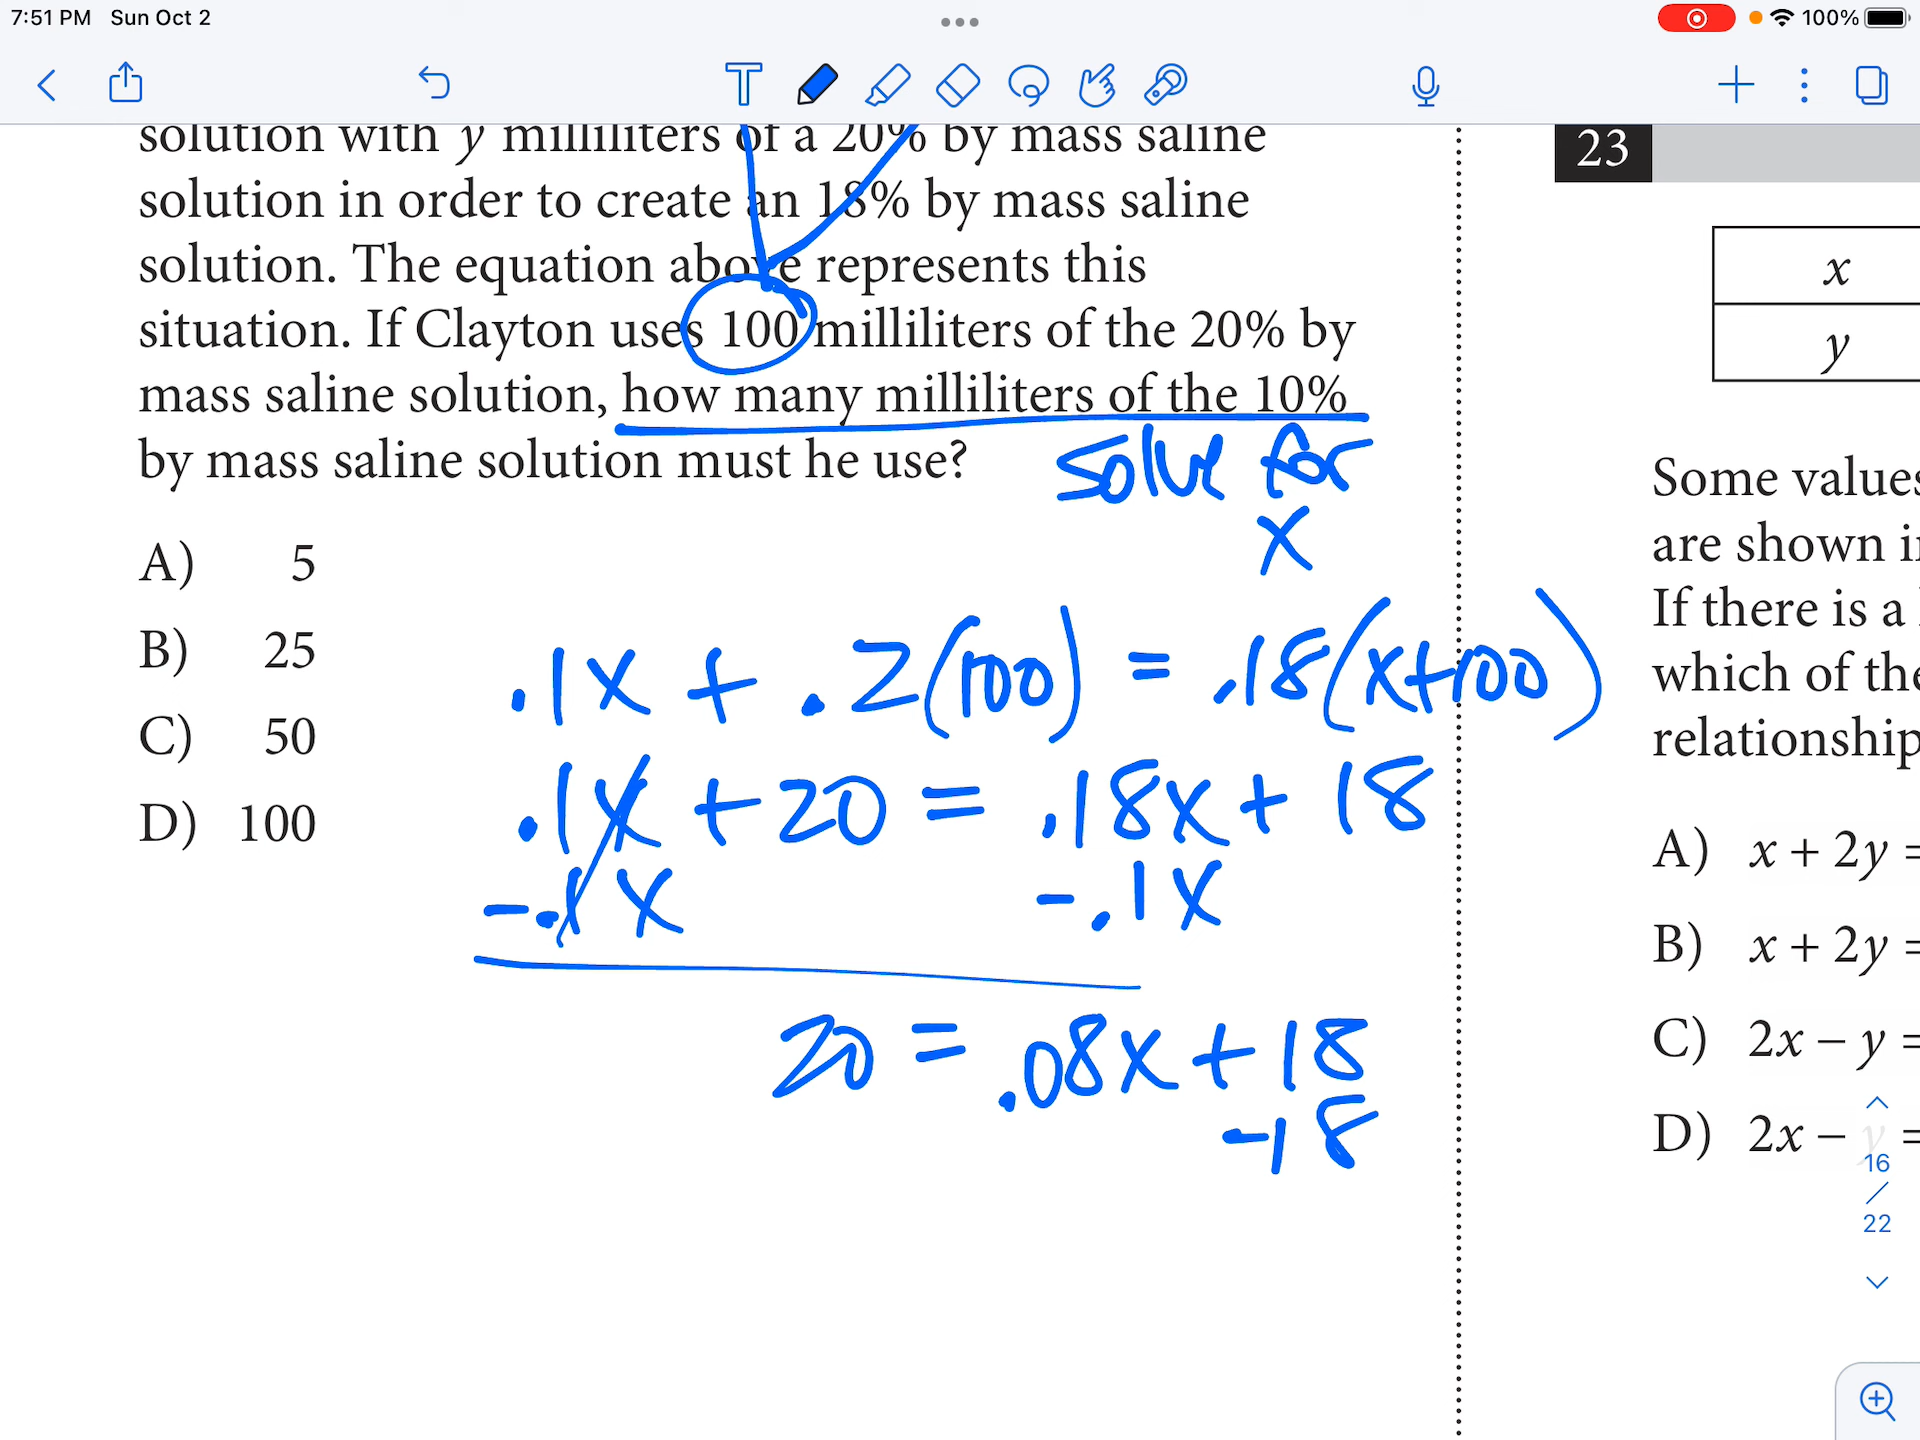 7:51 PM Sun Oct 2
100%
T
solution with y milliliters of a 20% by mass saline
solution in order to create an 18% by mass saline
solution. The equation above represents this
situation. If Clayton uses 100 milliliters of the 20% by
mass saline solution, how many milliliters of the 10%
by mass saline solution must he use?
solve for
x
A) 5
B) 25
C) 50
D) 100
.1x + .2(100) = .18(x+100)
.1x + 20 = .18x + 18
-.1x -.1x
20 = .08x + 18
-18
23
x
y
Some values
are shown i
If there is a
which of the
relationship
A) x + 2y =
B) x + 2y =
C) 2x − y =
D) 2x − y =
16
/
22